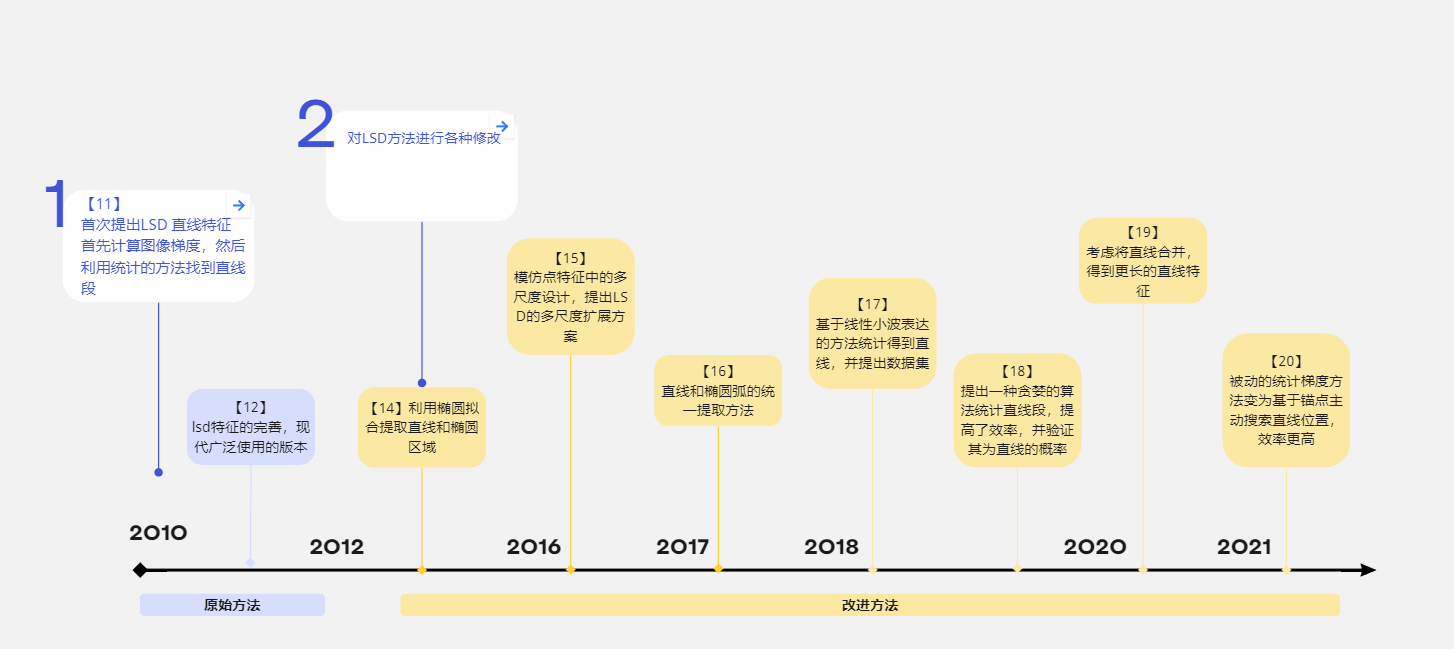 1
【11】
首次提出LSD 直线特征
首先计算图像梯度，然后
利用统计的方法找到直线
段
2
对LSD方法进行各种修改
【12】
lsd特征的完善，现
代广泛使用的版本
【14】利用椭圆拟
合提取直线和椭圆
区域
【15】
模仿点特征中的多
尺度设计，提出LS
D的多尺度扩展方
案
【16】
直线和椭圆弧的统
一提取方法
【17】
基于线性小波表达
的方法统计得到直
线，并提出数据集
【18】
提出一种贪婪的算
法统计直线段，提
高了效率，并验证
其为直线的概率
【19】
考虑将直线合并，
得到更长的直线特
征
【20】
被动的统计梯度方
法变为基于锚点主
动搜索直线位置，
效率更高
2010
2012
2016
2017
2018
2020
2021
原始方法
改进方法